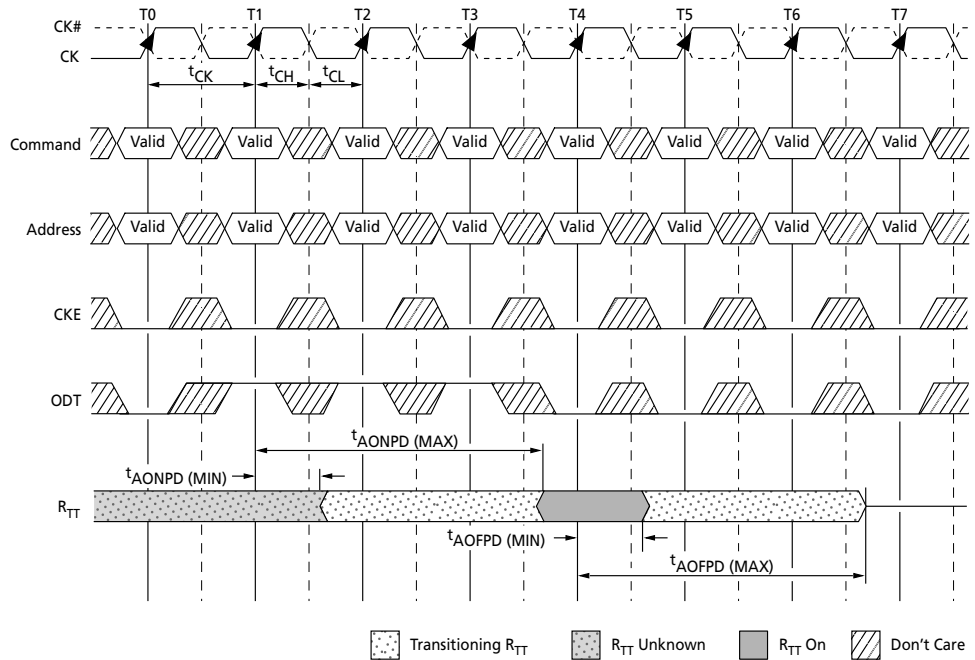 T0 T1 T2 T3 T4 T5 T6 T7
CK#
CK
tCK tCH tCL
Command Valid Valid Valid Valid Valid Valid Valid Valid
Address Valid Valid Valid Valid Valid Valid Valid Valid
CKE
ODT
tAONPD (MAX)
tAONPD (MIN)
RTT
tAOFPD (MIN)
tAOFPD (MAX)
Transitioning RTT RTT Unknown RTT On Don't Care